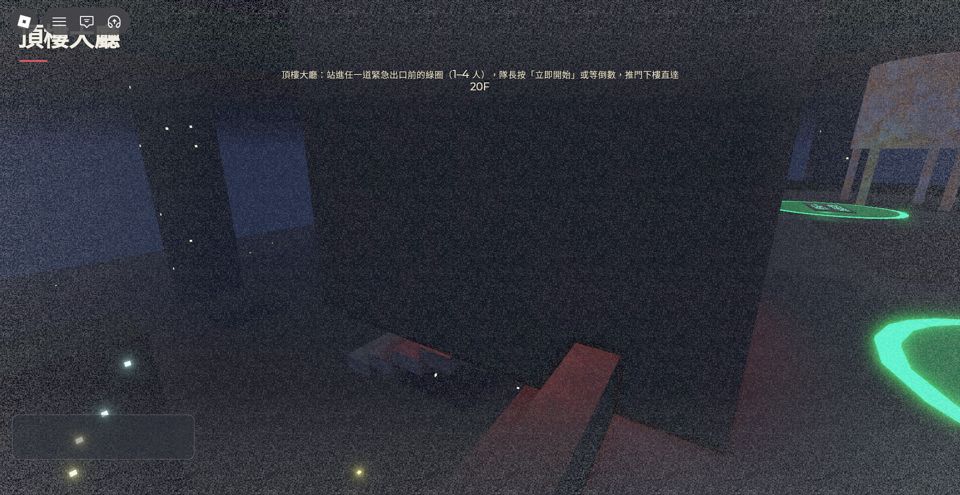 頂樓大廳
頂樓大廳：站進任一道緊急出口前的綠圈（1–4 人），隊長按「立即開始」或等倒數，推門下樓直達
20F